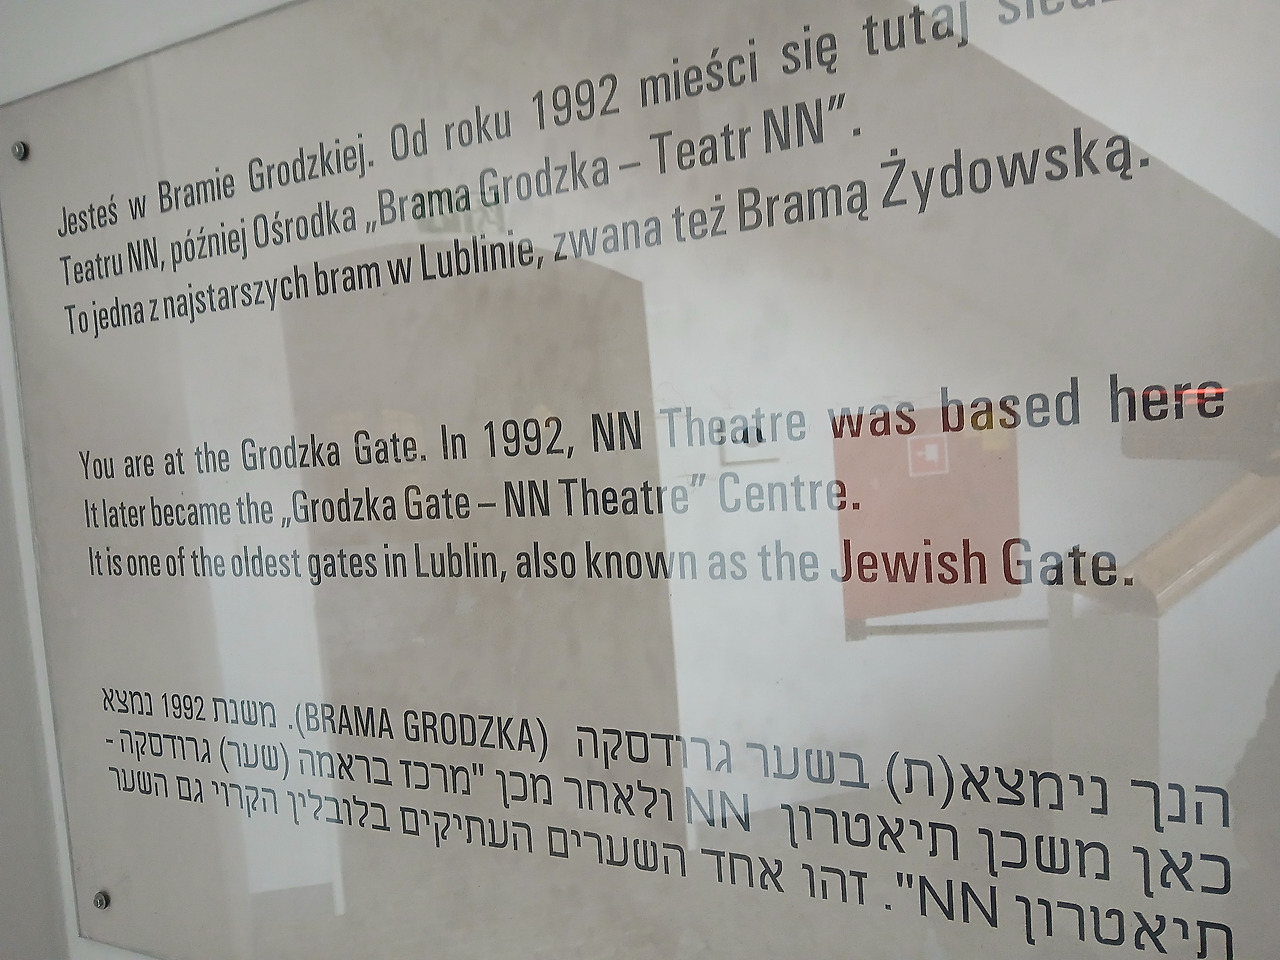 Jesteś w Bramie Grodzkiej. Od roku 1992 mieści się tutaj
Teatru NN, później Ośrodka „Brama Grodzka – Teatr NN”.
To jedna z najstarszych bram w Lublinie, zwana też Bramą Żydowską.
You are at the Grodzka Gate. In 1992, NN Theatre was based here
It later became the „Grodzka Gate – NN Theatre” Centre.
It is one of the oldest gates in Lublin, also known as the Jewish Gate.
הנך נימצא(ת) בשער גרודסקה (BRAMA GRODZKA). משנת 1992 נמצא
כאן משכן תיאטרון NN ולאחר מכן "מרכז בראמה (שער) גרודסקה -
תיאטרון NN". זהו אחד השערים העתיקים בלובלין הקרוי גם השער